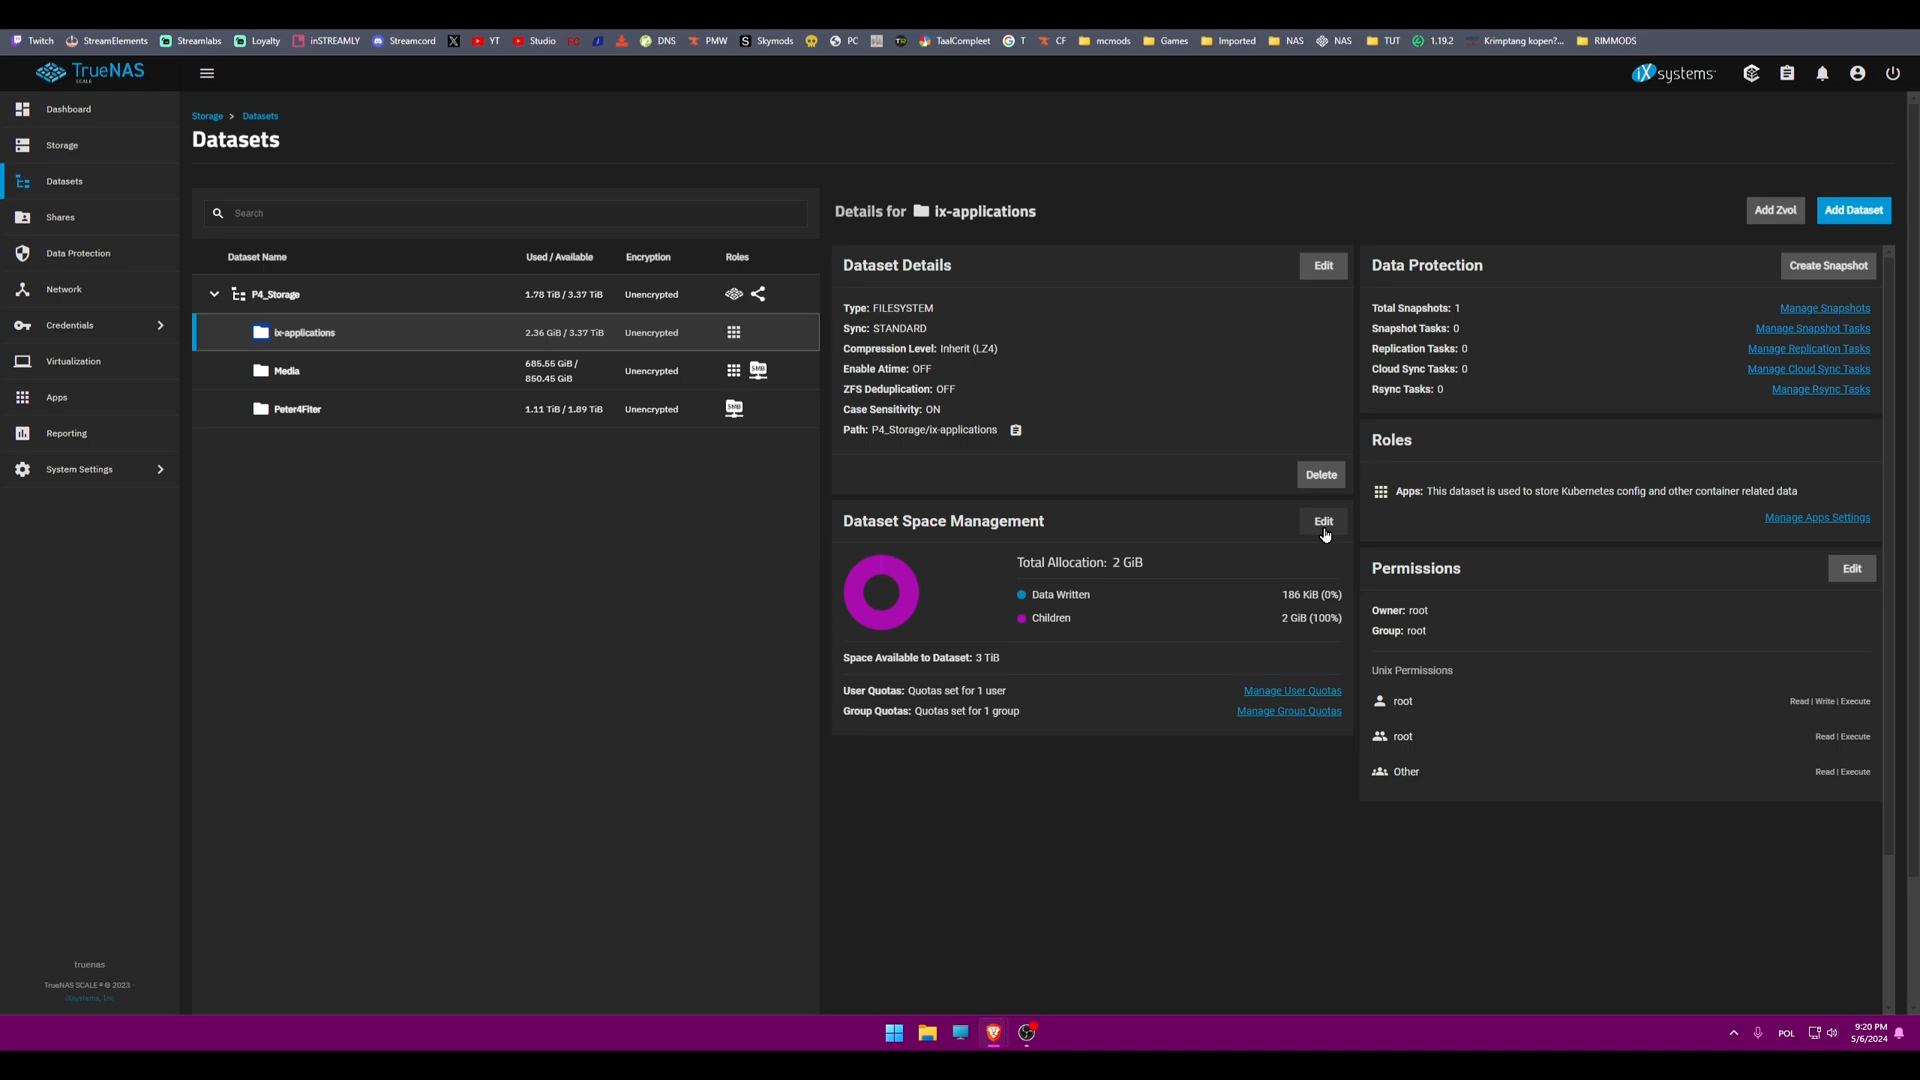 Twitch StreamElements Streamlabs Loyalty inSTREAMLY Streamcord YT Studio FC DNS PMW Skymods PC TaalCompleet T CF mcmods Games Imported NAS NAS TUT 1.19.2 Krimptang kopen?... RIMMODS
TrueNAS
SCALE
iXsystems
Dashboard
Storage
Datasets
Shares
Data Protection
Network
Credentials
Virtualization
Apps
Reporting
System Settings
truenas
TrueNAS SCALE ® © 2023 -
iXsystems, Inc
Storage > Datasets
Datasets
Search
Dataset Name Used / Available Encryption Roles
P4_Storage 1.78 TiB / 3.37 TiB Unencrypted
ix-applications 2.36 GiB / 3.37 TiB Unencrypted
Media 685.55 GiB / 850.45 GiB Unencrypted SMB
Peter4Fiter 1.11 TiB / 1.89 TiB Unencrypted SMB
Details for ix-applications
Add Zvol Add Dataset
Dataset Details Edit
Type: FILESYSTEM
Sync: STANDARD
Compression Level: Inherit (LZ4)
Enable Atime: OFF
ZFS Deduplication: OFF
Case Sensitivity: ON
Path: P4_Storage/ix-applications
Delete
Dataset Space Management Edit
Total Allocation: 2 GiB
Data Written 186 KiB (0%)
Children 2 GiB (100%)
Space Available to Dataset: 3 TiB
User Quotas: Quotas set for 1 user Manage User Quotas
Group Quotas: Quotas set for 1 group Manage Group Quotas
Data Protection Create Snapshot
Total Snapshots: 1 Manage Snapshots
Snapshot Tasks: 0 Manage Snapshot Tasks
Replication Tasks: 0 Manage Replication Tasks
Cloud Sync Tasks: 0 Manage Cloud Sync Tasks
Rsync Tasks: 0 Manage Rsync Tasks
Roles
Apps: This dataset is used to store Kubernetes config and other container related data
Manage Apps Settings
Permissions Edit
Owner: root
Group: root
Unix Permissions
root Read | Write | Execute
root Read | Execute
Other Read | Execute
POL 9:20 PM
5/6/2024